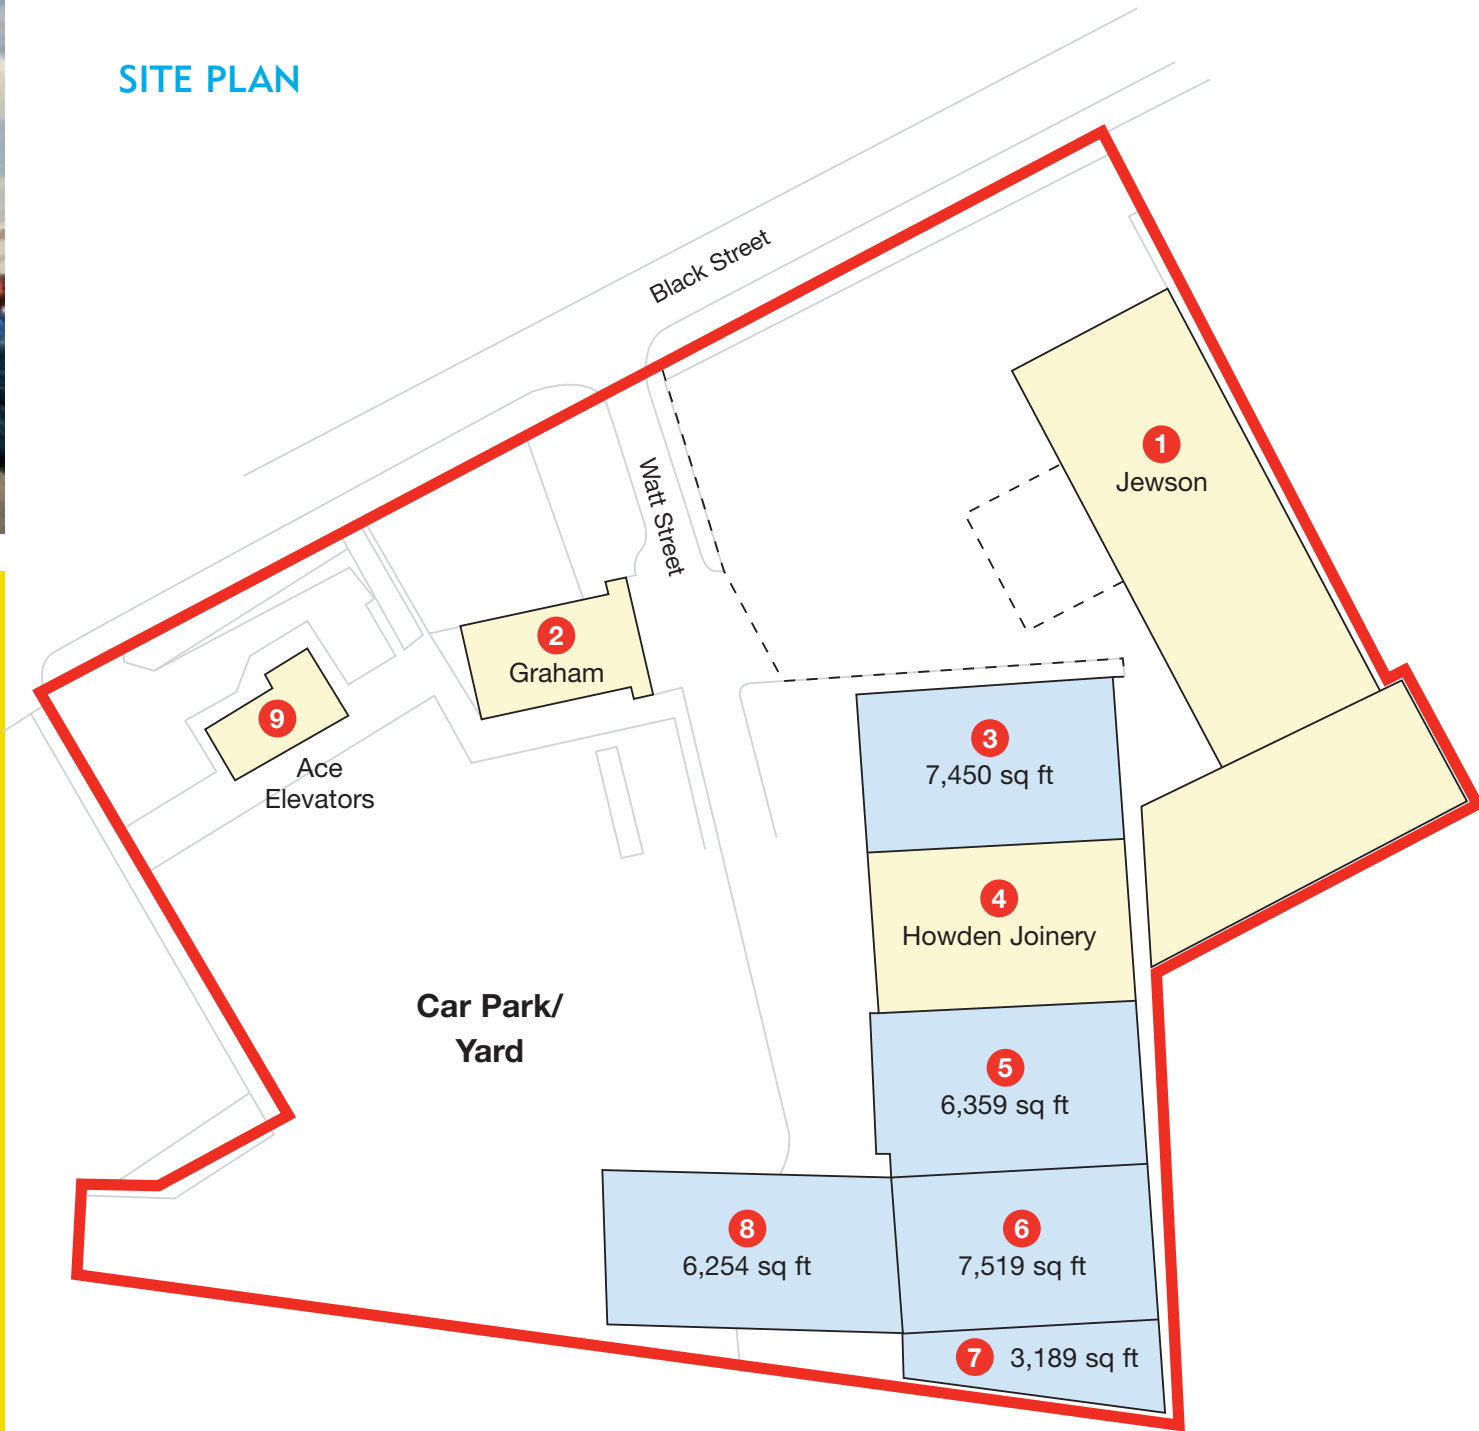 SITE PLAN
Black Street
Watt Street
1
Jewson
2
Graham
9
Ace
Elevators
3
7,450 sq ft
4
Howden Joinery
Car Park/
Yard
5
6,359 sq ft
8
6,254 sq ft
6
7,519 sq ft
7 3,189 sq ft